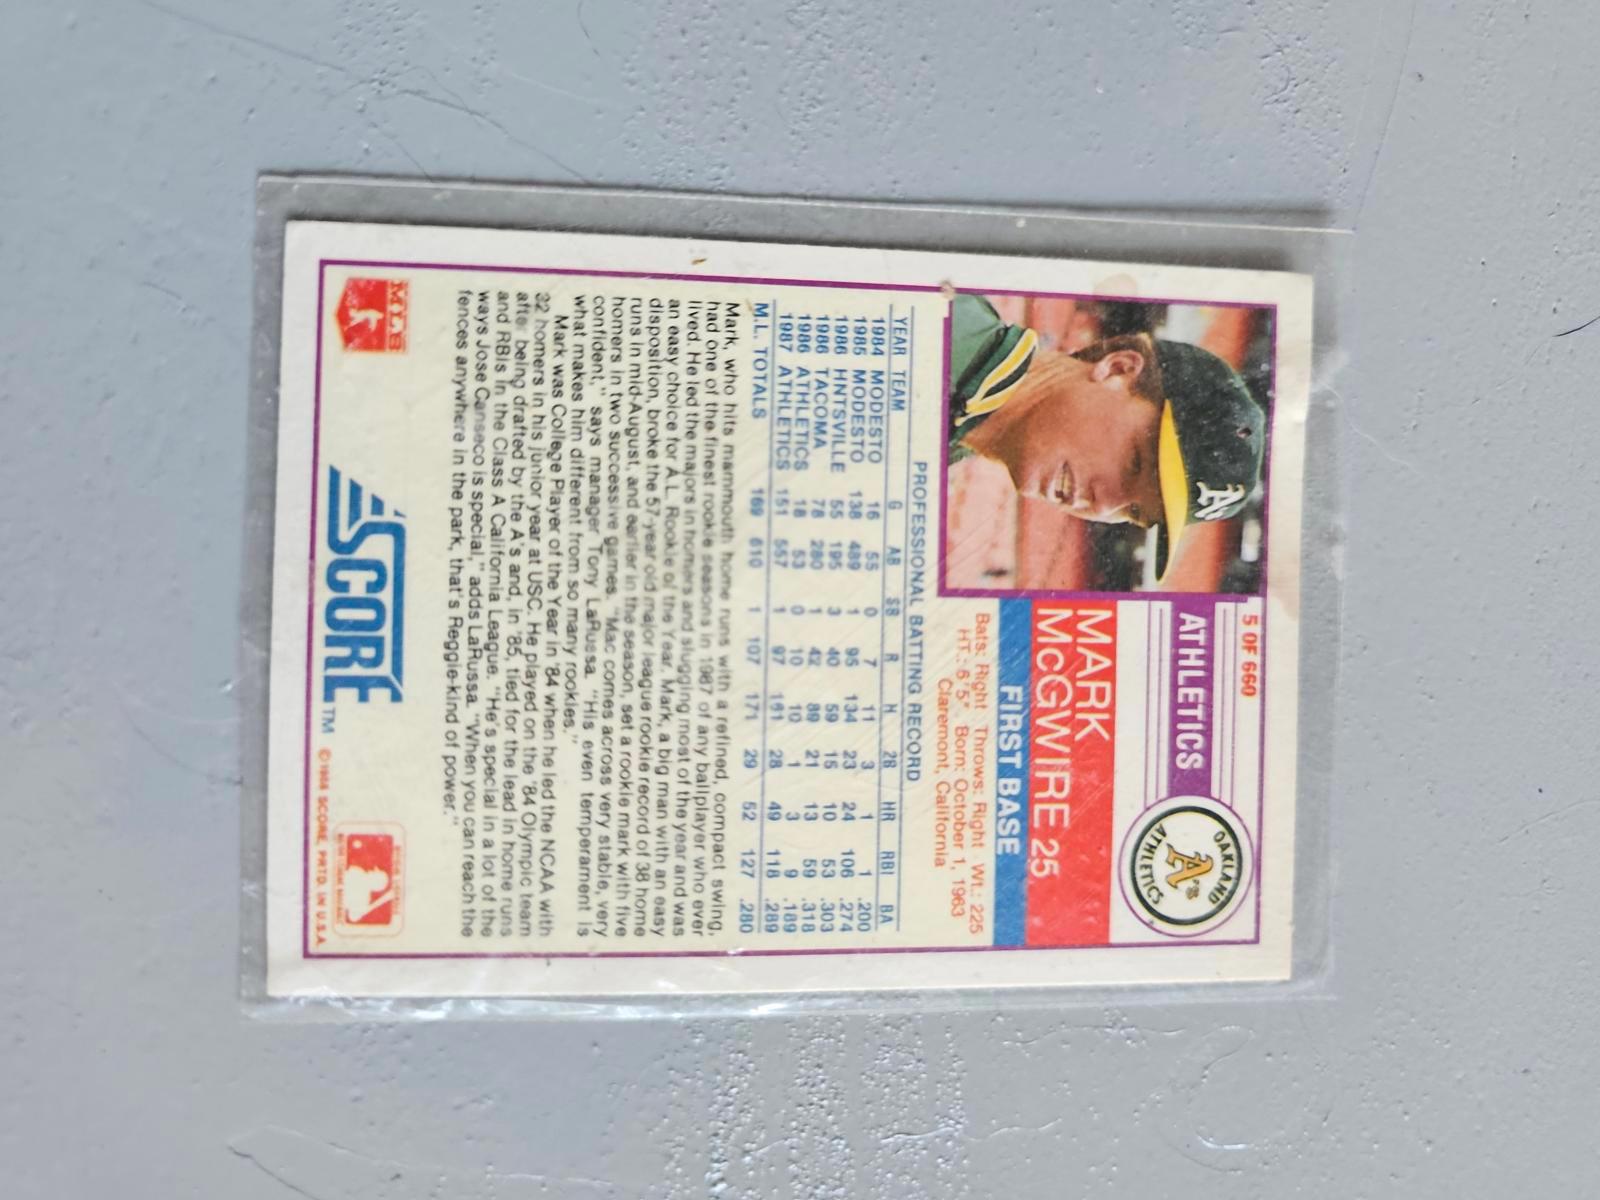 5 OF 660
ATHLETICS
OAKLAND
A's
ATHLETICS
A's
MARK
McGWIRE 25
FIRST BASE
Bats: Right Throws: Right Wt.: 225
HT.: 6'5" Born: October 1, 1963
Claremont, California
PROFESSIONAL BATTING RECORD
YEAR TEAM G AB SB R H 2B HR RBI BA
1984 MODESTO 16 55 0 7 11 3 1 1 .200
1985 MODESTO 138 489 1 95 134 23 24 106 .274
1986 HNTSVILLE 55 195 3 40 59 15 10 53 .303
1986 TACOMA 78 280 1 42 89 21 13 59 .318
1986 ATHLETICS 18 53 0 10 10 1 3 9 .189
1987 ATHLETICS 151 557 1 97 161 28 49 118 .289
M.L. TOTALS 169 610 1 107 171 29 52 127 .280
Mark, who hits mammouth home runs with a refined, compact swing,
had one of the finest rookie seasons in 1987 of any ballplayer who ever
lived. He led the majors in homers and slugging most of the year and was
an easy choice for A.L. Rookie of the Year. Mark, a big man with an easy
disposition, broke the 57-year old major league rookie record of 38 home
runs in mid-August, and earlier in the season, set a rookie mark with five
homers in two successive games. "Mac comes across very stable, very
confident," says manager Tony LaRussa. "His even temperament is
what makes him different from so many rookies."
Mark was College Player of the Year in '84 when he led the NCAA with
32 homers in his junior year at USC. He played on the '84 Olympic team
after being drafted by the A's and, in '85, tied for the lead in home runs
and RBIs in the Class A California League. "He's special in a lot of the
ways Jose Canseco is special," adds LaRussa. "When you can reach the
fences anywhere in the park, that's Reggie-kind of power."
SCORE™
© 1988 SCORE, PRTD. IN U.S.A.